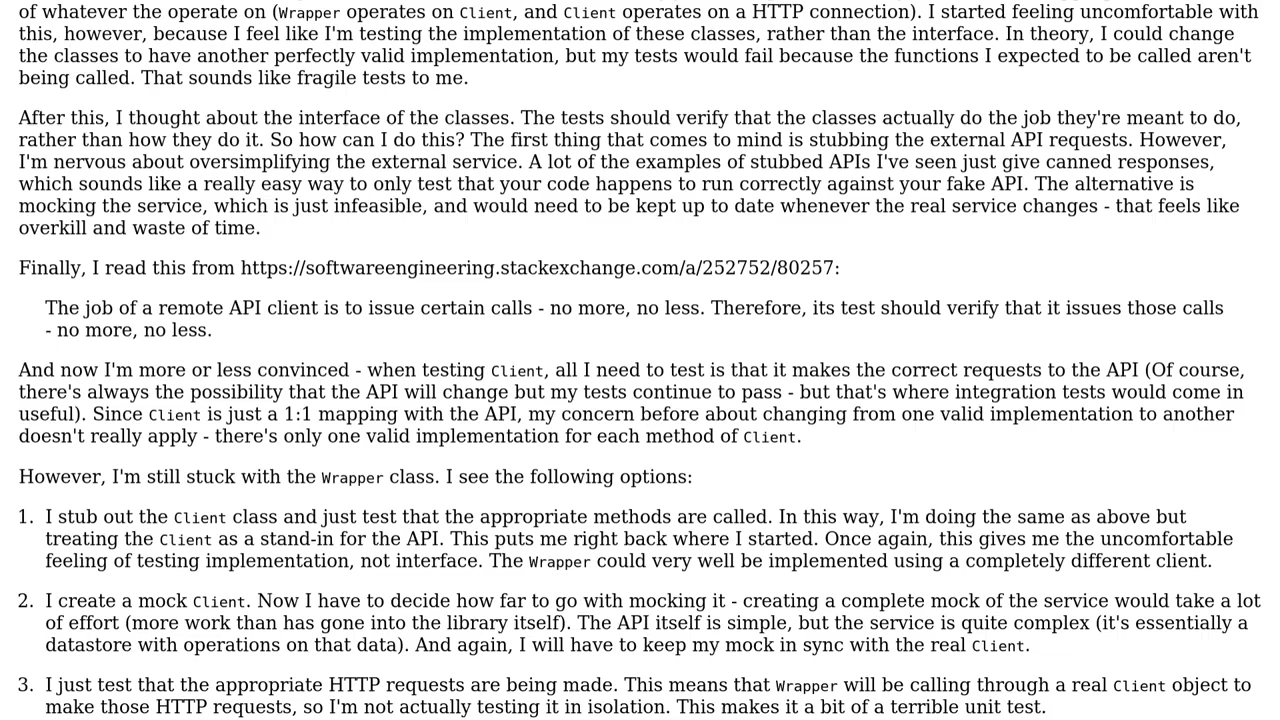 of whatever the operate on (Wrapper operates on Client, and Client operates on a HTTP connection). I started feeling uncomfortable with
this, however, because I feel like I'm testing the implementation of these classes, rather than the interface. In theory, I could change
the classes to have another perfectly valid implementation, but my tests would fail because the functions I expected to be called aren't
being called. That sounds like fragile tests to me.
After this, I thought about the interface of the classes. The tests should verify that the classes actually do the job they're meant to do,
rather than how they do it. So how can I do this? The first thing that comes to mind is stubbing the external API requests. However,
I'm nervous about oversimplifying the external service. A lot of the examples of stubbed APIs I've seen just give canned responses,
which sounds like a really easy way to only test that your code happens to run correctly against your fake API. The alternative is
mocking the service, which is just infeasible, and would need to be kept up to date whenever the real service changes - that feels like
overkill and waste of time.
Finally, I read this from https://softwareengineering.stackexchange.com/a/252752/80257:
The job of a remote API client is to issue certain calls - no more, no less. Therefore, its test should verify that it issues those calls
- no more, no less.
And now I'm more or less convinced - when testing Client, all I need to test is that it makes the correct requests to the API (Of course,
there's always the possibility that the API will change but my tests continue to pass - but that's where integration tests would come in
useful). Since Client is just a 1:1 mapping with the API, my concern before about changing from one valid implementation to another
doesn't really apply - there's only one valid implementation for each method of Client.
However, I'm still stuck with the Wrapper class. I see the following options:
1. I stub out the Client class and just test that the appropriate methods are called. In this way, I'm doing the same as above but
treating the Client as a stand-in for the API. This puts me right back where I started. Once again, this gives me the uncomfortable
feeling of testing implementation, not interface. The Wrapper could very well be implemented using a completely different client.
2. I create a mock Client. Now I have to decide how far to go with mocking it - creating a complete mock of the service would take a lot
of effort (more work than has gone into the library itself). The API itself is simple, but the service is quite complex (it's essentially a
datastore with operations on that data). And again, I will have to keep my mock in sync with the real Client.
3. I just test that the appropriate HTTP requests are being made. This means that Wrapper will be calling through a real Client object to
make those HTTP requests, so I'm not actually testing it in isolation. This makes it a bit of a terrible unit test.